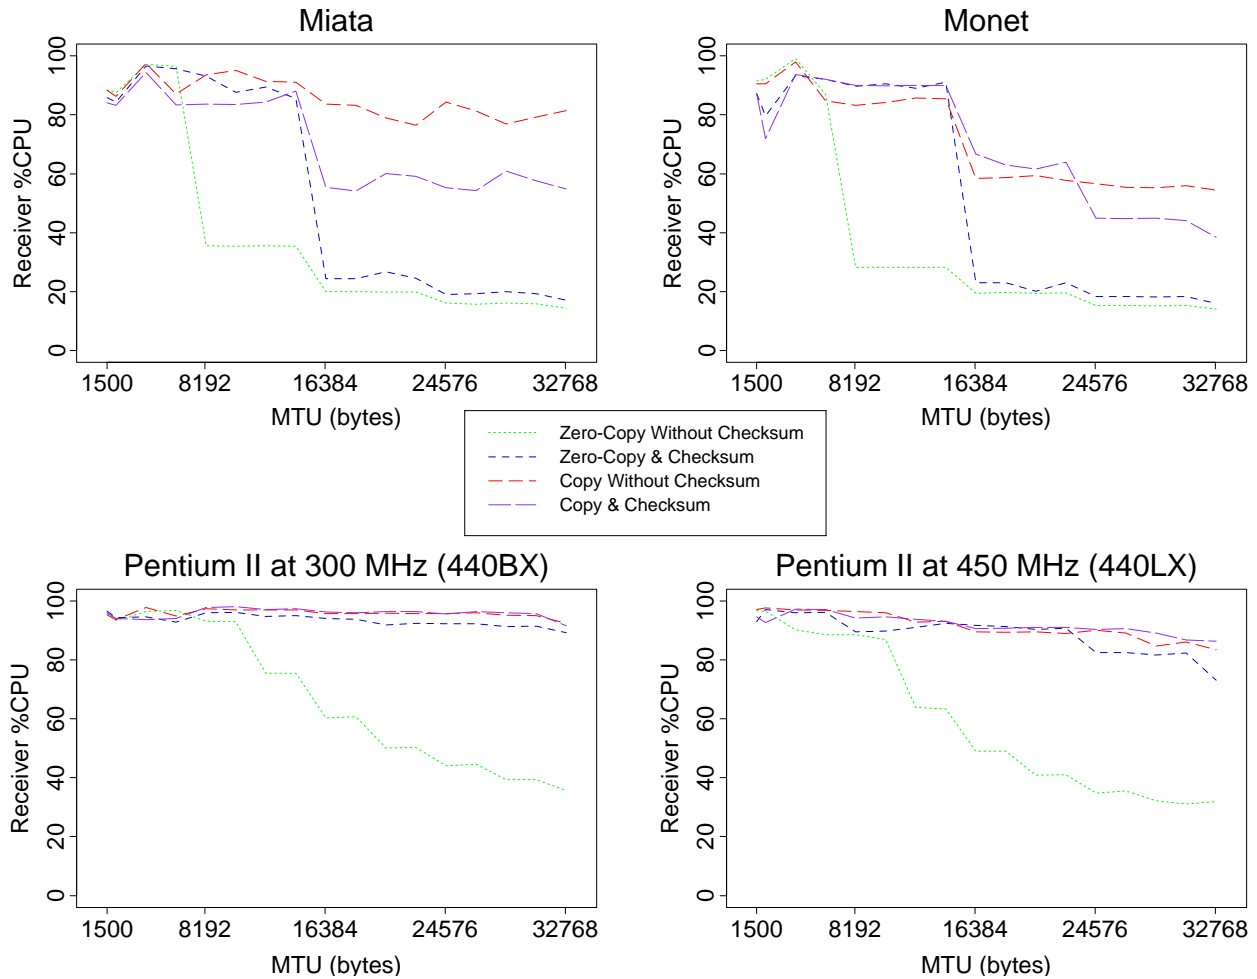 Miata
Receiver %CPU
100
80
60
40
20
0
1500 8192 16384 24576 32768
MTU (bytes)
Monet
Receiver %CPU
100
80
60
40
20
0
1500 8192 16384 24576 32768
MTU (bytes)
Zero-Copy Without Checksum
Zero-Copy & Checksum
Copy Without Checksum
Copy & Checksum
Pentium II at 300 MHz (440BX)
Receiver %CPU
100
80
60
40
20
0
1500 8192 16384 24576 32768
MTU (bytes)
Pentium II at 450 MHz (440LX)
Receiver %CPU
100
80
60
40
20
0
1500 8192 16384 24576 32768
MTU (bytes)